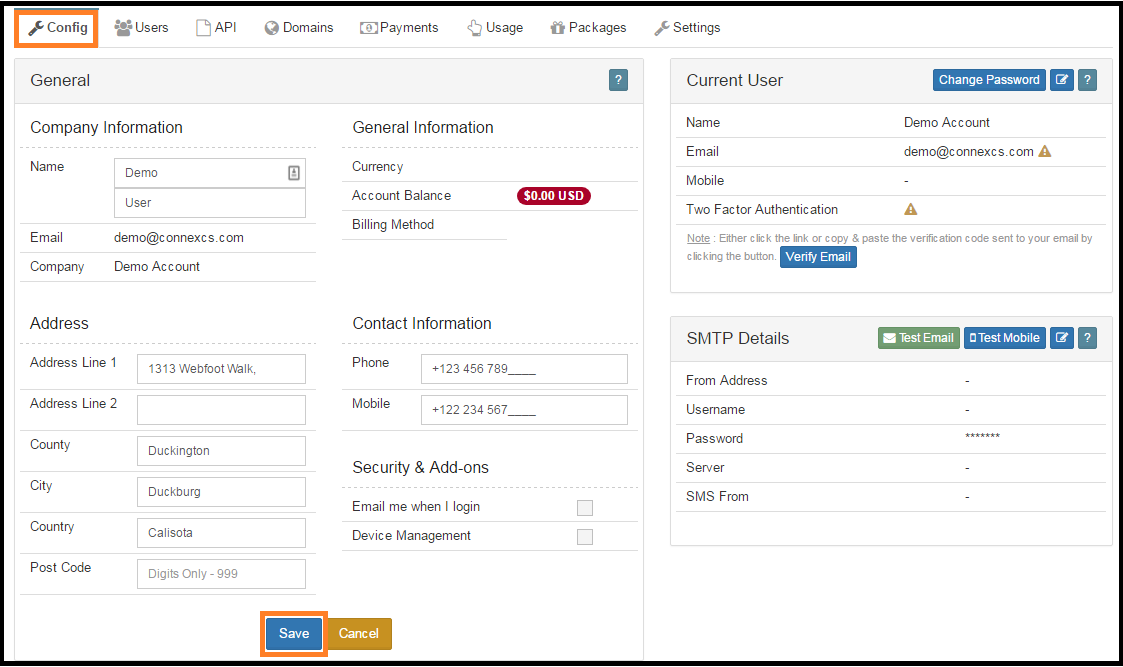 Config Users API Domains Payments Usage Packages Settings
General ?
Company Information
Name Demo
User
Email demo@connexcs.com
Company Demo Account
General Information
Currency
Account Balance $0.00 USD
Billing Method
Address
Address Line 1 1313 Webfoot Walk,
Address Line 2
County Duckington
City Duckburg
Country Calisota
Post Code Digits Only - 999
Contact Information
Phone +123 456 789____
Mobile +122 234 567____
Security & Add-ons
Email me when I login
Device Management
Save Cancel
Current User Change Password ?
Name Demo Account
Email demo@connexcs.com
Mobile -
Two Factor Authentication
Note : Either click the link or copy & paste the verification code sent to your email by
clicking the button. Verify Email
SMTP Details Test Email Test Mobile ?
From Address -
Username -
Password *******
Server -
SMS From -